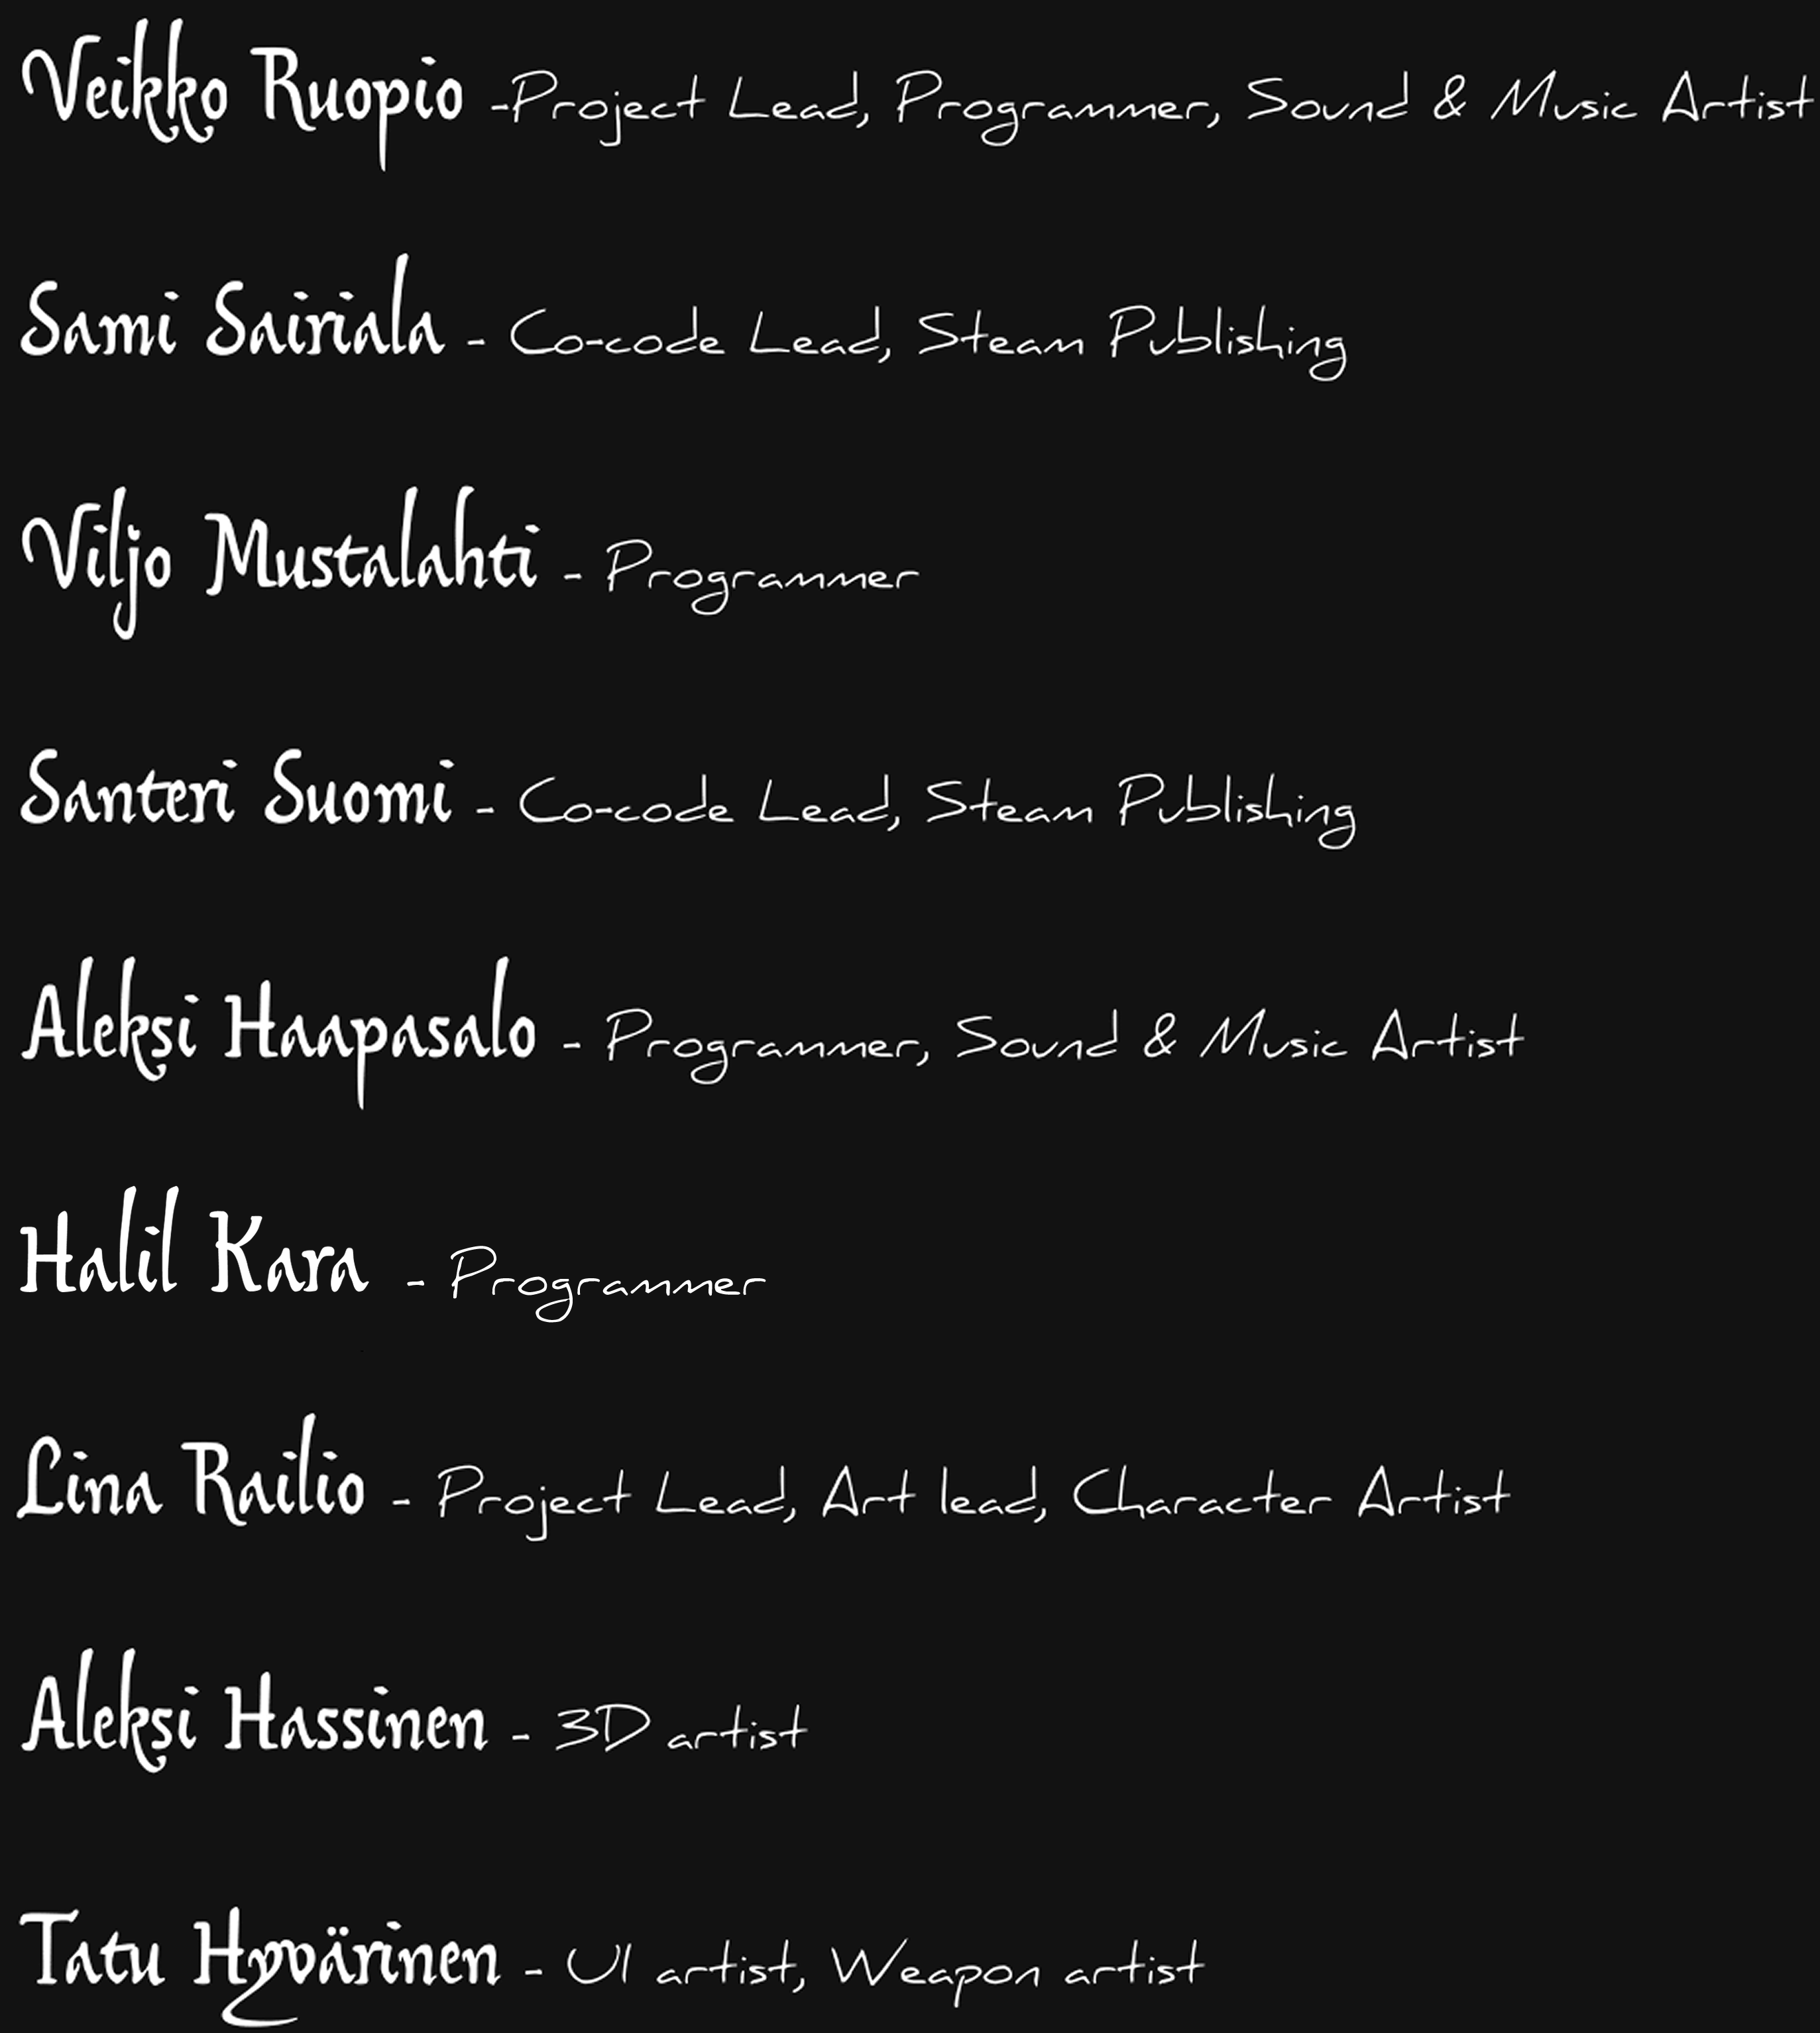 Veikko Ruopio -Project Lead, Programmer, Sound & Music Artist
Sami Sairiala - Co-code Lead, Steam Publishing
Viljo Mustalahti - Programmer
Santeri Suomi - Co-code Lead, Steam Publishing
Aleksi Haapasalo - Programmer, Sound & Music Artist
Halil Kara - Programmer
Lina Railio - Project Lead, Art lead, Character Artist
Aleksi Hassinen - 3D artist
Tatu Hyvärinen - UI artist, Weapon artist